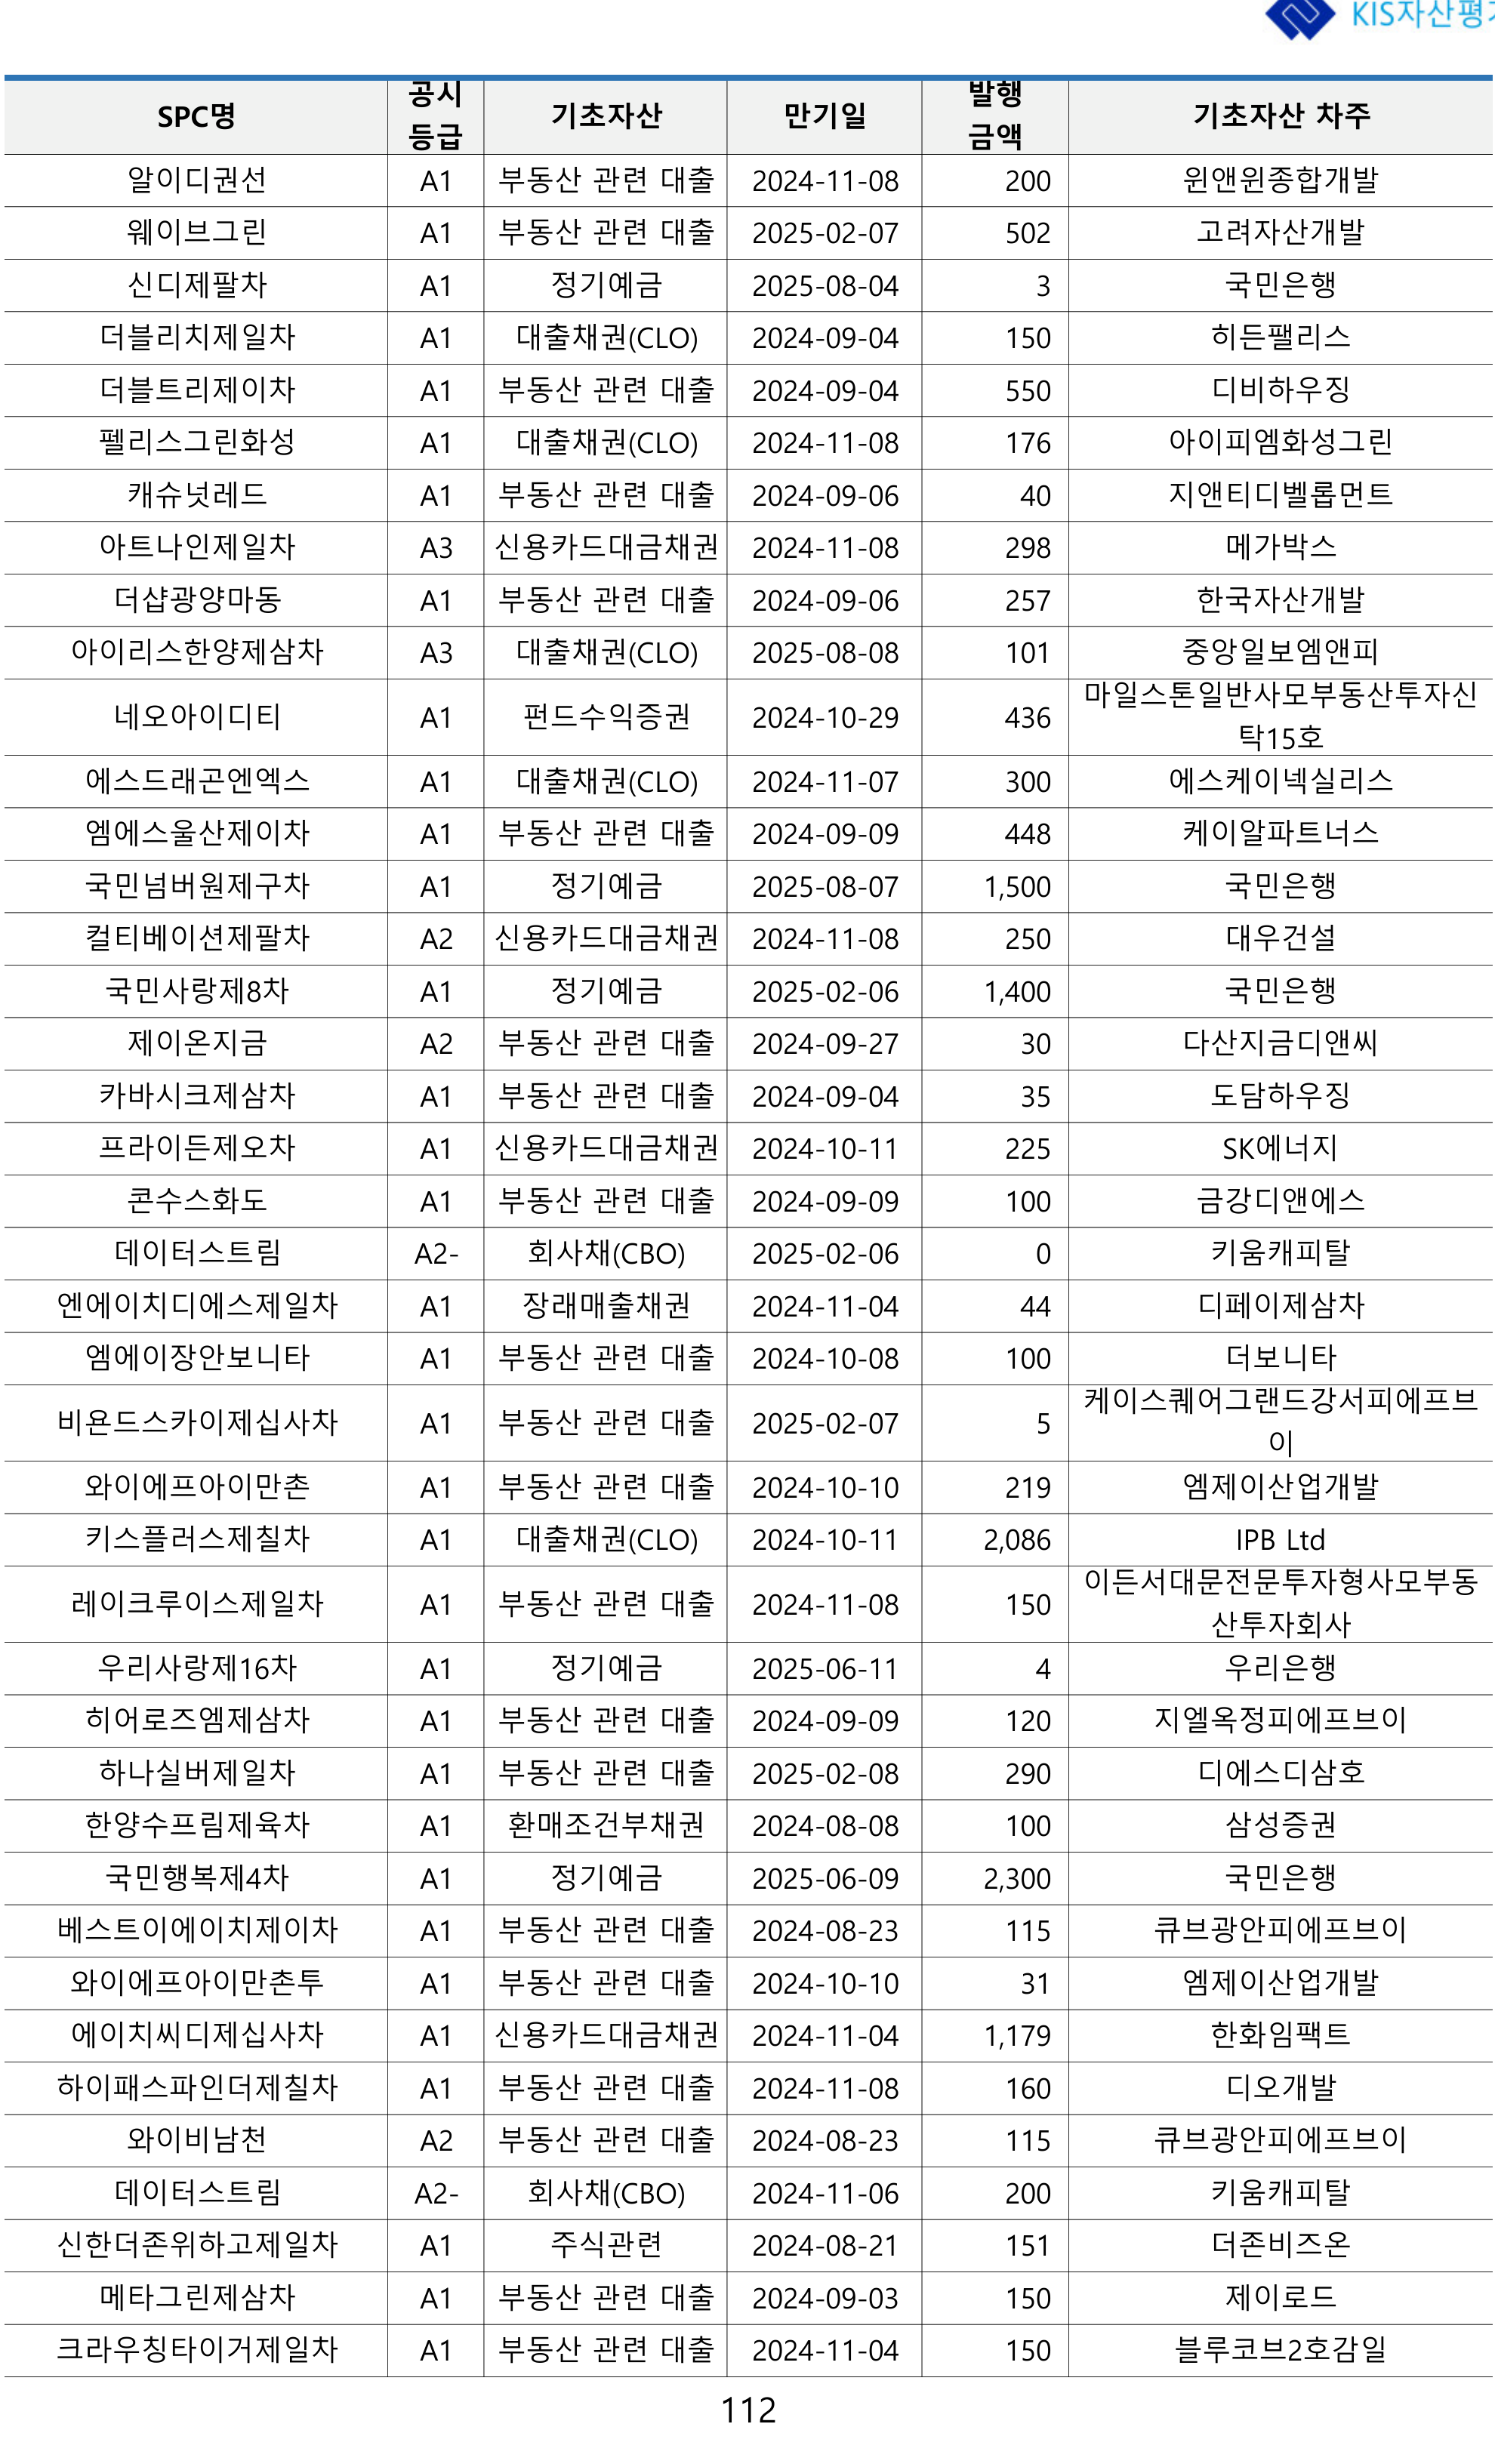 KIS자산평
SPC명 공시 등급 기초자산 만기일 발행 금액 기초자산 차주
알이디권선 A1 부동산 관련 대출 2024-11-08 200 윈앤윈종합개발
웨이브그린 A1 부동산 관련 대출 2025-02-07 502 고려자산개발
신디제팔차 A1 정기예금 2025-08-04 3 국민은행
더블리치제일차 A1 대출채권(CLO) 2024-09-04 150 히든팰리스
더블트리제이차 A1 부동산 관련 대출 2024-09-04 550 디비하우징
펠리스그린화성 A1 대출채권(CLO) 2024-11-08 176 아이피엠화성그린
캐슈넛레드 A1 부동산 관련 대출 2024-09-06 40 지앤티디벨롭먼트
아트나인제일차 A3 신용카드대금채권 2024-11-08 298 메가박스
더샵광양마동 A1 부동산 관련 대출 2024-09-06 257 한국자산개발
아이리스한양제삼차 A3 대출채권(CLO) 2025-08-08 101 중앙일보엠앤피
네오아이디티 A1 펀드수익증권 2024-10-29 436 마일스톤일반사모부동산투자신
탁15호
에스드래곤엔엑스 A1 대출채권(CLO) 2024-11-07 300 에스케이넥실리스
엠에스울산제이차 A1 부동산 관련 대출 2024-09-09 448 케이알파트너스
국민넘버원제구차 A1 정기예금 2025-08-07 1,500 국민은행
컬티베이션제팔차 A2 신용카드대금채권 2024-11-08 250 대우건설
국민사랑제8차 A1 정기예금 2025-02-06 1,400 국민은행
제이온지금 A2 부동산 관련 대출 2024-09-27 30 다산지금디앤씨
카바시크제삼차 A1 부동산 관련 대출 2024-09-04 35 도담하우징
프라이든제오차 A1 신용카드대금채권 2024-10-11 225 SK에너지
콘수스화도 A1 부동산 관련 대출 2024-09-09 100 금강디앤에스
데이터스트림 A2- 회사채(CBO) 2025-02-06 0 키움캐피탈
엔에이치디에스제일차 A1 장래매출채권 2024-11-04 44 디페이제삼차
엠에이장안보니타 A1 부동산 관련 대출 2024-10-08 100 더보니타
비욘드스카이제십사차 A1 부동산 관련 대출 2025-02-07 5 케이스퀘어그랜드강서피에프브
이
와이에프아이만촌 A1 부동산 관련 대출 2024-10-10 219 엠제이산업개발
키스플러스제칠차 A1 대출채권(CLO) 2024-10-11 2,086 IPB Ltd
레이크루이스제일차 A1 부동산 관련 대출 2024-11-08 150 이든서대문전문투자형사모부동
산투자회사
우리사랑제16차 A1 정기예금 2025-06-11 4 우리은행
히어로즈엠제삼차 A1 부동산 관련 대출 2024-09-09 120 지엘옥정피에프브이
하나실버제일차 A1 부동산 관련 대출 2025-02-08 290 디에스디삼호
한양수프림제육차 A1 환매조건부채권 2024-08-08 100 삼성증권
국민행복제4차 A1 정기예금 2025-06-09 2,300 국민은행
베스트이에이치제이차 A1 부동산 관련 대출 2024-08-23 115 큐브광안피에프브이
와이에프아이만촌투 A1 부동산 관련 대출 2024-10-10 31 엠제이산업개발
에이치씨디제십사차 A1 신용카드대금채권 2024-11-04 1,179 한화임팩트
하이패스파인더제칠차 A1 부동산 관련 대출 2024-11-08 160 디오개발
와이비남천 A2 부동산 관련 대출 2024-08-23 115 큐브광안피에프브이
데이터스트림 A2- 회사채(CBO) 2024-11-06 200 키움캐피탈
신한더존위하고제일차 A1 주식관련 2024-08-21 151 더존비즈온
메타그린제삼차 A1 부동산 관련 대출 2024-09-03 150 제이로드
크라우칭타이거제일차 A1 부동산 관련 대출 2024-11-04 150 블루코브2호감일
112